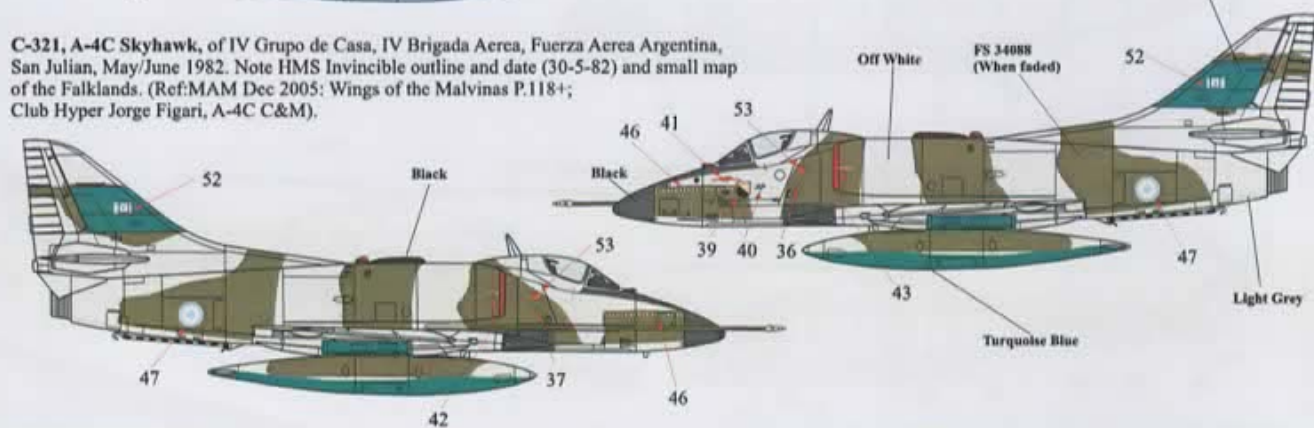 C-321, A-4C Skyhawk, of IV Grupo de Casa, IV Brigada Aerea, Fuerza Aerea Argentina,
San Julian, May/June 1982. Note HMS Invincible outline and date (30-5-82) and small map
of the Falklands. (Ref:MAM Dec 2005: Wings of the Malvinas P.118+;
Club Hyper Jorge Figari, A-4C C&M).
Off White
FS 34088
(When faded)
52
53
41
46
Black
39
40
36
43
47
Light Grey
Turquoise Blue
52
Black
53
47
37
46
42